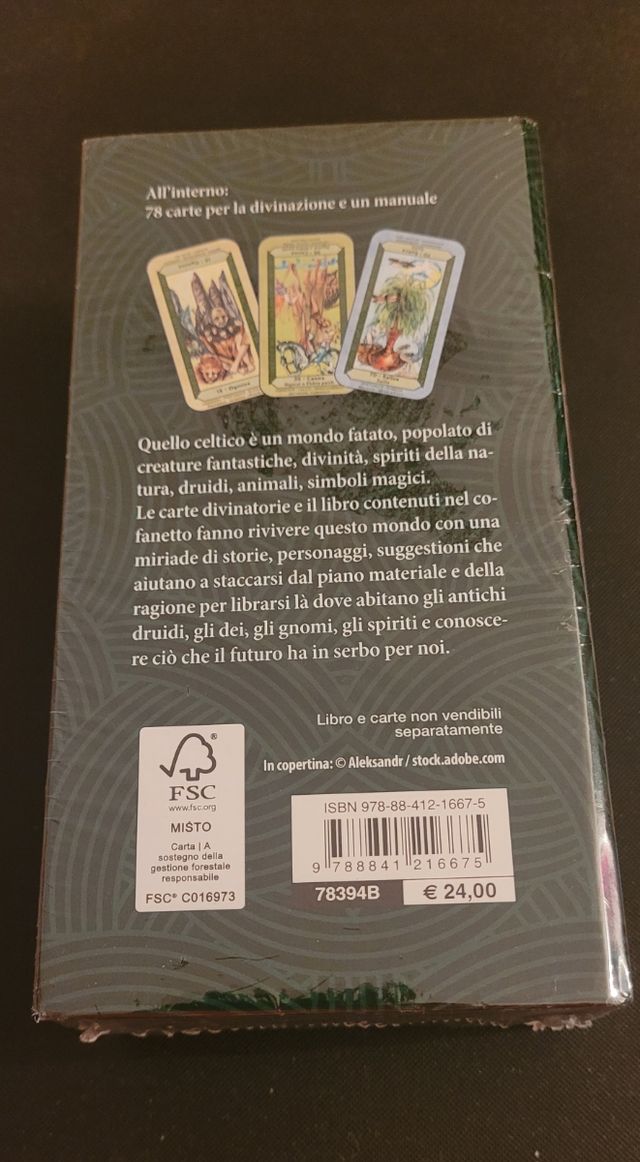 All'interno:
78 carte per la divinazione e un manuale
Quello celtico è un mondo fatato, popolato di
creature fantastiche, divinità, spiriti della na-
tura, druidi, animali, simboli magici.
Le carte divinatorie e il libro contenuti nel co-
fanetto fanno rivivere questo mondo con una
miriade di storie, personaggi, suggestioni che
aiutano a staccarsi dal piano materiale e della
ragione per librarsi là dove abitano gli antichi
druidi, gli dei, gli gnomi, gli spiriti e conosce-
re ciò che il futuro ha in serbo per noi.
Libro e carte non vendibili
separatamente
In copertina: © Aleksandr / stock.adobe.com
FSC
www.fsc.org
MISTO
Carta | A
sostegno della
gestione forestale
responsabile
FSC® C016973
ISBN 978-88-412-1667-5
9 788841 216675
78394B
€ 24,00